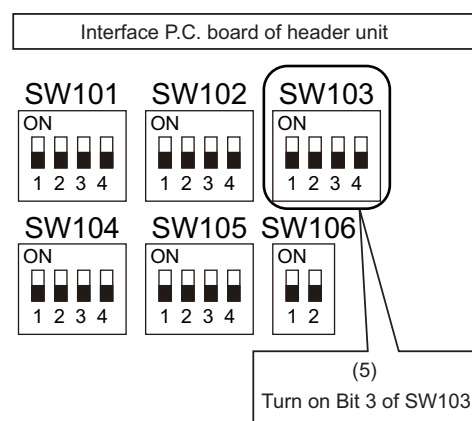 Interface P.C. board of header unit
SW101 SW102 SW103
ON ON ON
1 2 3 4 1 2 3 4 1 2 3 4
SW104 SW105 SW106
ON ON ON
1 2 3 4 1 2 3 4 1 2
(5)
Turn on Bit 3 of SW103